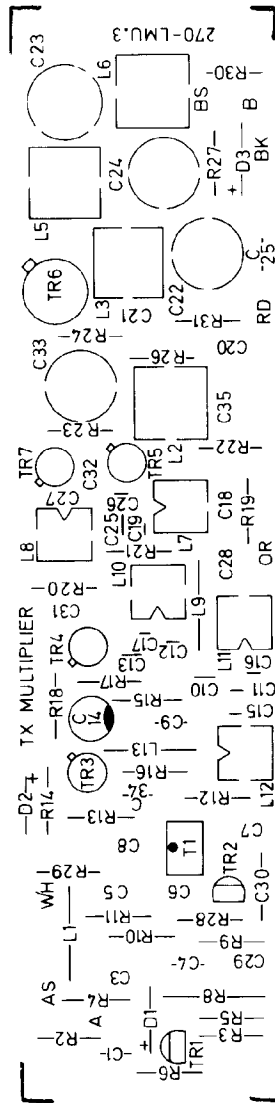 270-LMU.3
C23
L6
-R30-
BS
B
L5
C24
-R27-
+D3-
BK
TR6
L3
C21
C22
C
-25-
RD
-R24-
-R31-
C20
C33
-R26-
-R23-
C35
L2
-R22-
TR7
C32
TR5
C27
C26
C25
C19
C18
-R19-
L8
-R21-
L7
-R20-
L10
C28
OR
C31
L9
TX MULTIPLIER
TR4
C17
C13
C12
L11
C16
-R17-
-R18-
C10
C11
C
14
-R15-
-C9-
C15
L13
TR3
-R16-
-D2+
-R14-
C
-34-
-R12-
L12
-R13-
C8
T1
C7
-R29-
WH
C5
C6
TR2
-C30-
-R11-
-R28-
L1
-R10-
-R9-
C3
-C4-
C29
AS
-R4-
A
-R8-
-R2-
-C1-
+D1
-R5-
-R3-
TR1
-R6-